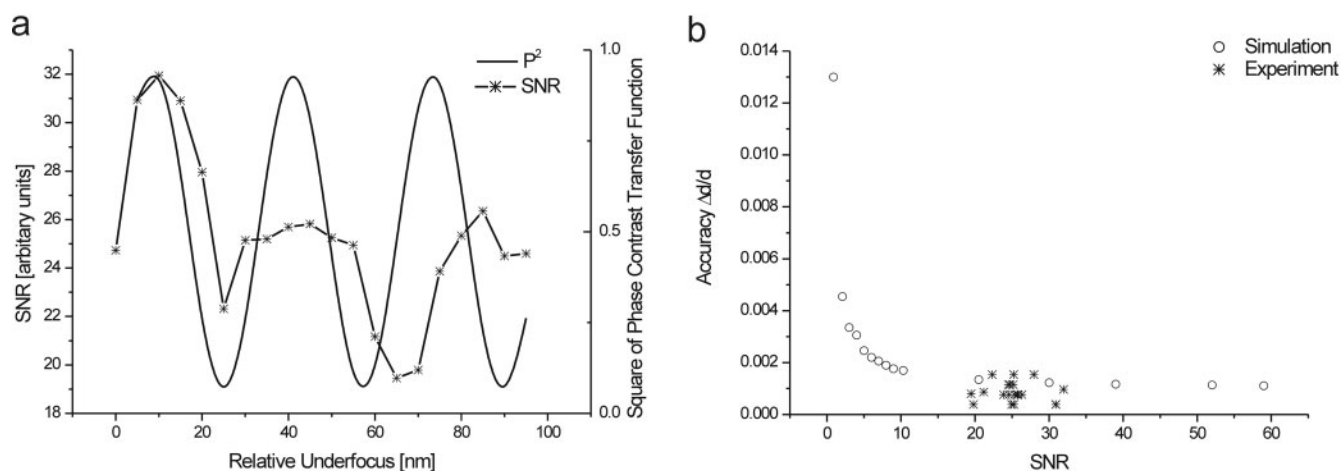 a
P2
SNR
SNR [arbitary units]
32
30
28
26
24
22
20
18
0
20
40
60
80
100
Relative Underfocus [nm]
1.0
0.5
0.0
Square of Phase Contrast Transfer Function
b
Simulation
Experiment
Accuracy Δd/d
0.014
0.012
0.010
0.008
0.006
0.004
0.002
0.000
0
10
20
30
40
50
60
SNR